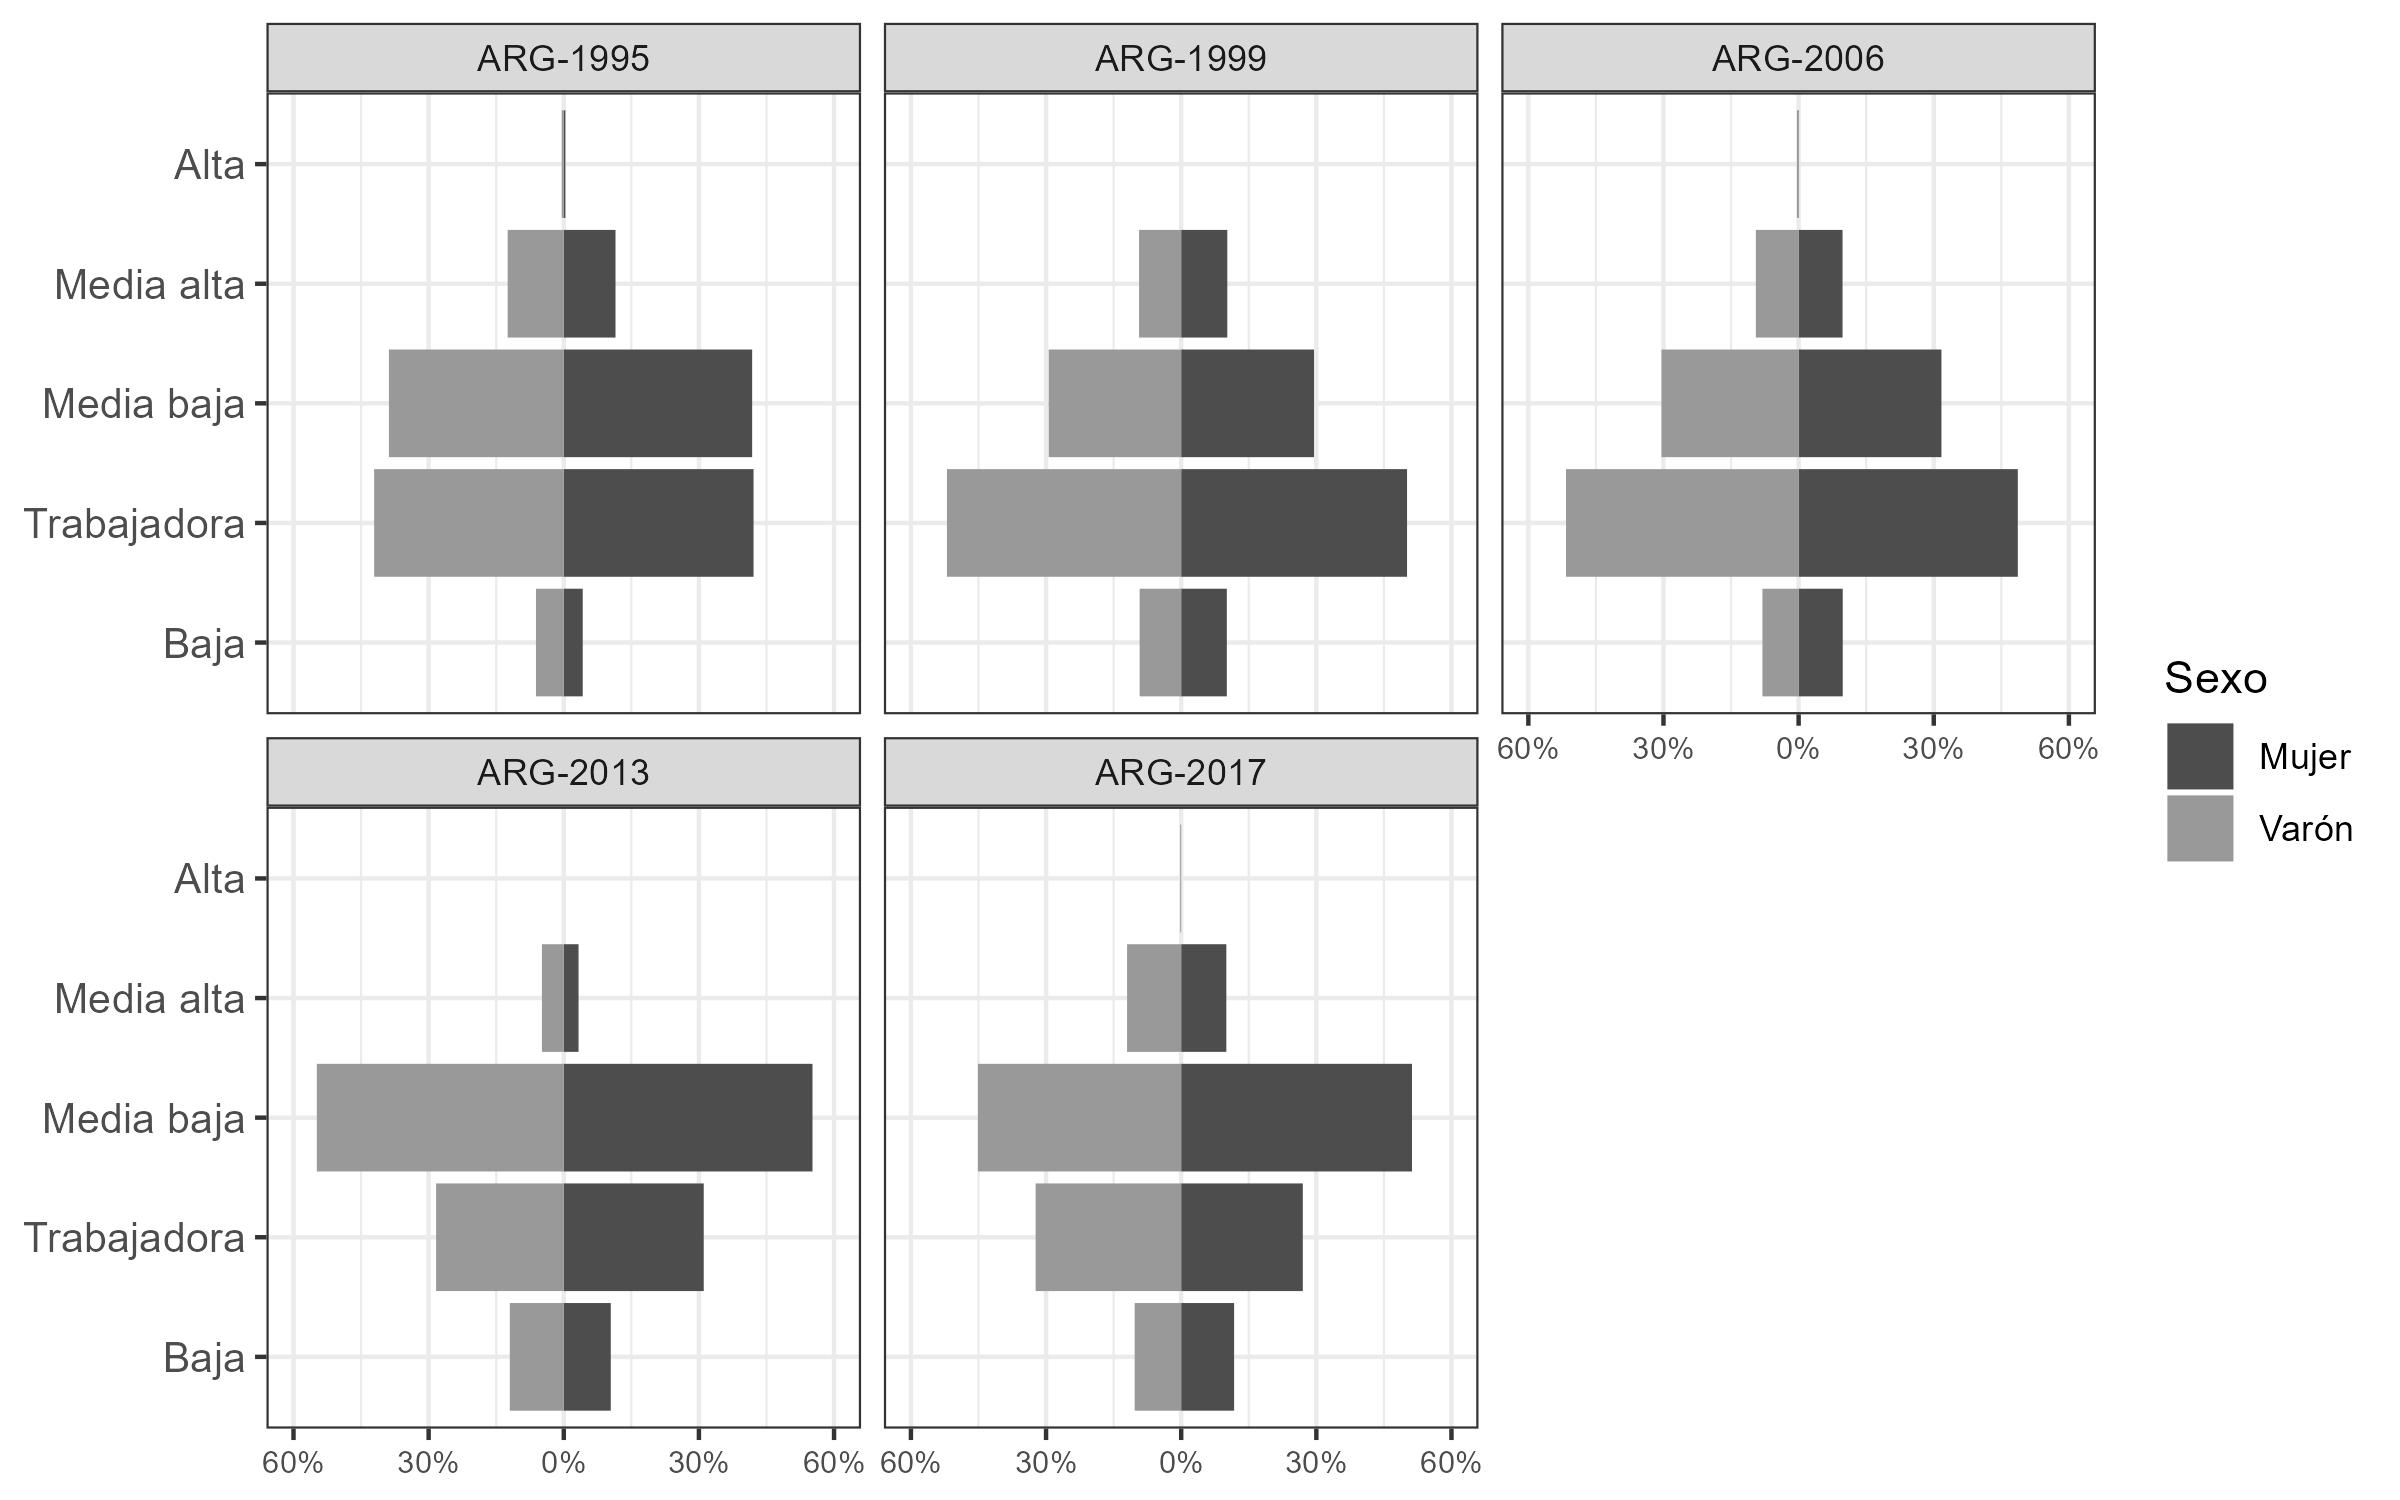 ARG-1995
ARG-1999
ARG-2006
Alta
Media alta
Media baja
Trabajadora
Baja
60% 30% 0% 30% 60%
Sexo
Mujer
Varón
ARG-2013
ARG-2017
Alta
Media alta
Media baja
Trabajadora
Baja
60% 30% 0% 30% 60%
60% 30% 0% 30% 60%